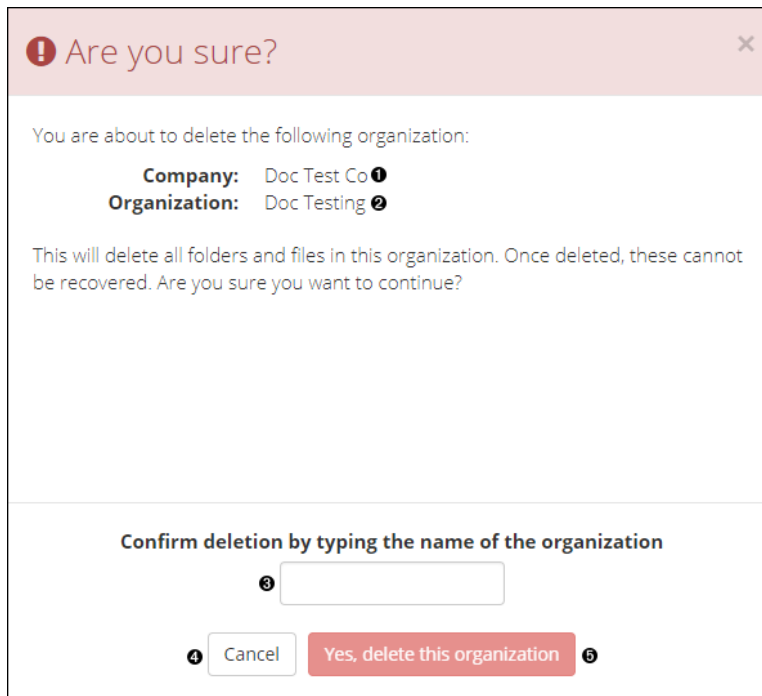 Are you sure? ×
You are about to delete the following organization:
Company: Doc Test Co ❶
Organization: Doc Testing ❷
This will delete all folders and files in this organization. Once deleted, these cannot
be recovered. Are you sure you want to continue?
Confirm deletion by typing the name of the organization
❸
❹ Cancel Yes, delete this organization ❺